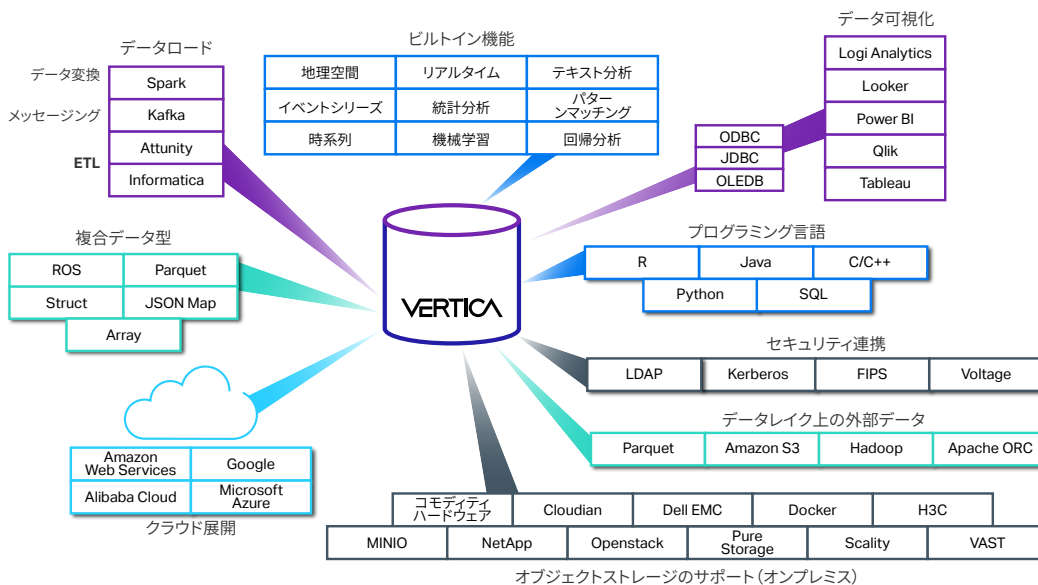 データロード
データ変換
Spark
メッセージング
Kafka
ETL
Attunity
Informatica
ビルトイン機能
地理空間
リアルタイム
テキスト分析
イベントシリーズ
統計分析
パター
ンマッチング
時系列
機械学習
回帰分析
データ可視化
Logi Analytics
Looker
Power BI
Qlik
Tableau
ODBC
JDBC
OLEDB
複合データ型
ROS
Parquet
Struct
JSON Map
Array
VERTICA
プログラミング言語
R
Java
C/C++
Python
SQL
セキュリティ連携
LDAP
Kerberos
FIPS
Voltage
データレイク上の外部データ
Parquet
Amazon S3
Hadoop
Apache ORC
Amazon
Web Services
Google
Alibaba Cloud
Microsoft
Azure
クラウド展開
コモディティ
ハードウェア
Cloudian
Dell EMC
Docker
H3C
MINIO
NetApp
Openstack
Pure
Storage
Scality
VAST
オブジェクトストレージのサポート（オンプレミス）